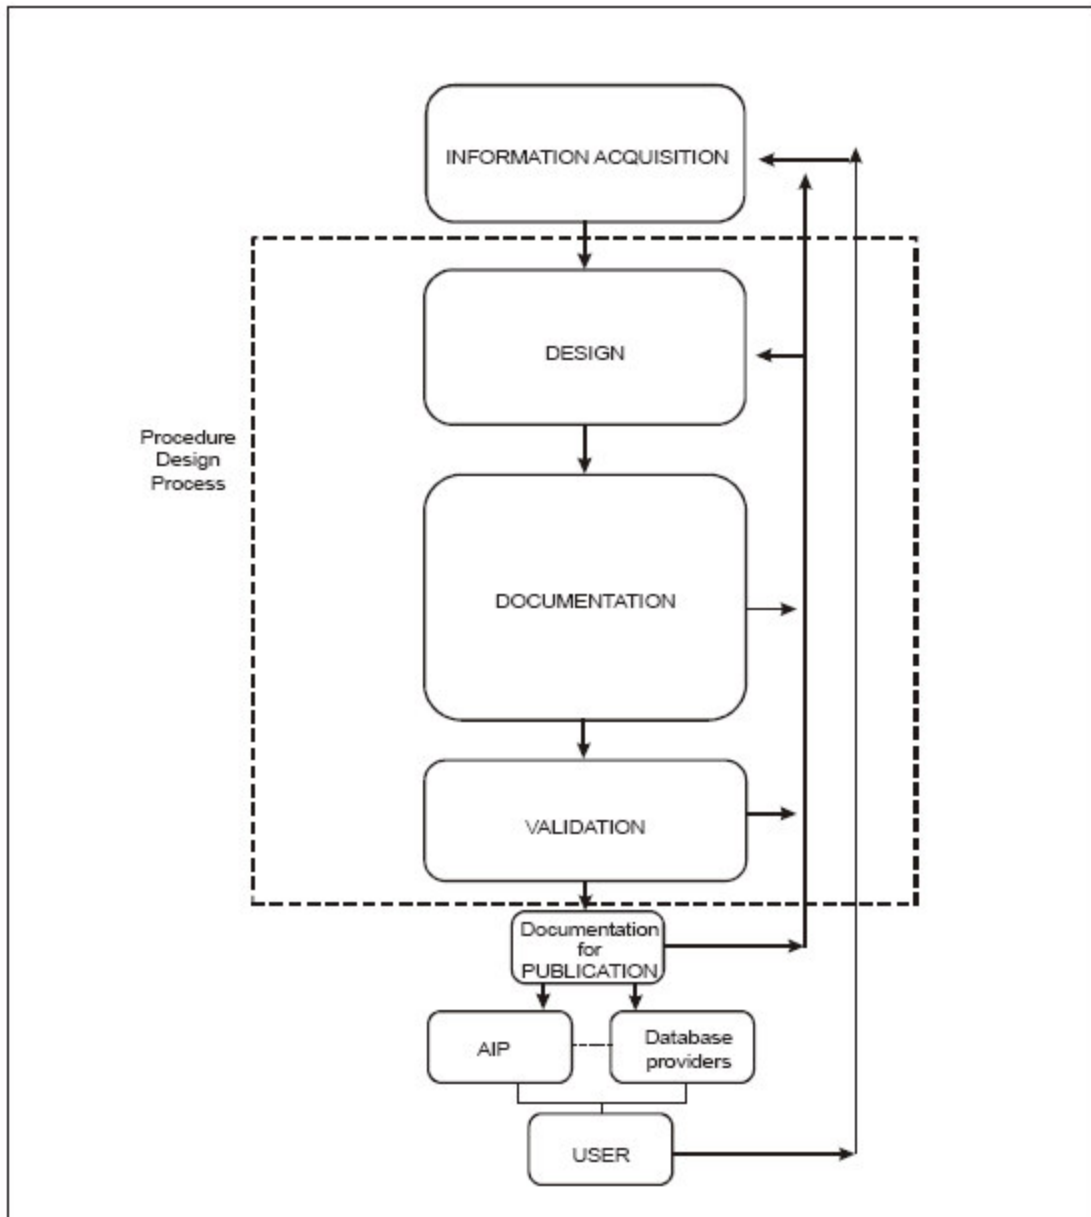 INFORMATION ACQUISITION
DESIGN
Procedure
Design
Process
DOCUMENTATION
VALIDATION
Documentation
for
PUBLICATION
AIP
Database
providers
USER